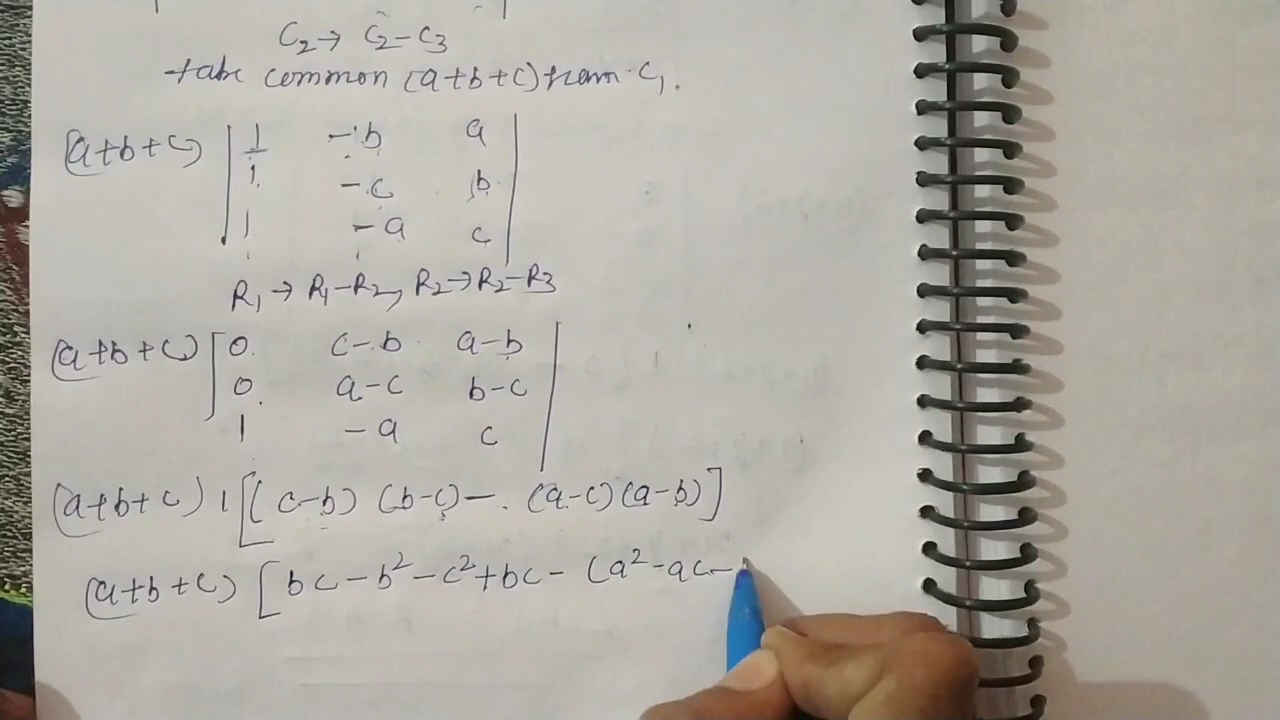 C₂→ C₂-C₃
take common (a+b+c) from C₁.
(a+b+c) | 1 -b a |
1 -c b
1 -a c
R₁→ R₁-R₂, R₂→R₂-R₃
(a+b+c) | 0 c-b a-b |
0 a-c b-c
1 -a c
(a+b+c) 1 [(c-b) (b-c)- (a-c)(a-b)]
(a+b+c) [bc-b²-c²+bc- (a²-ac-